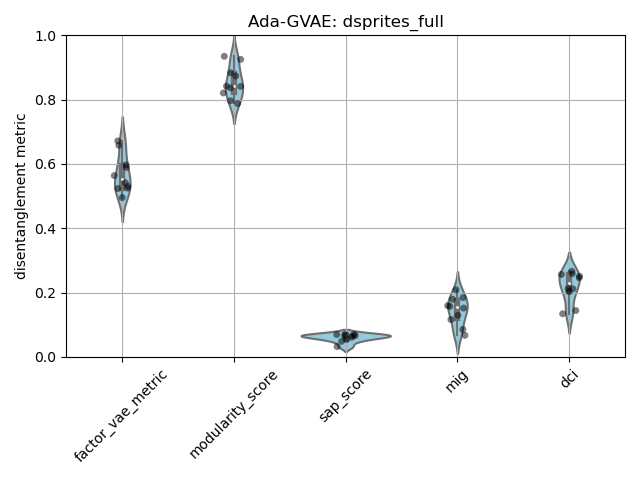 Ada-GVAE: dsprites_full
disentanglement metric
1.0
0.8
0.6
0.4
0.2
0.0
factor_vae_metric
modularity_score
sap_score
mig
dci